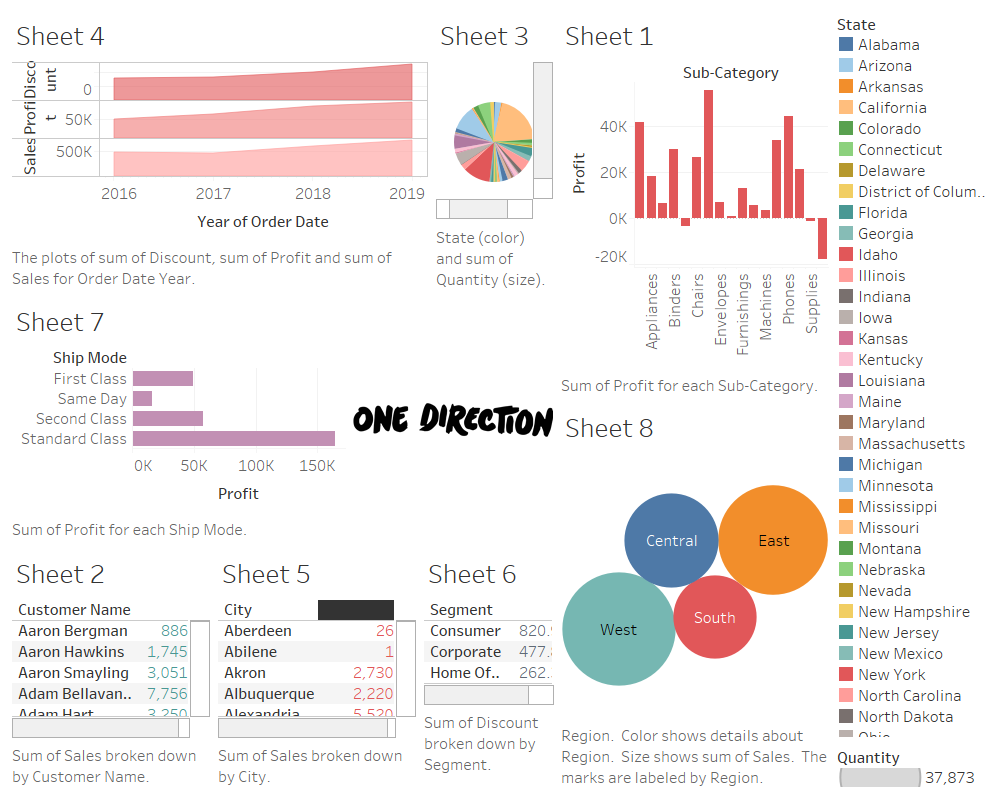 Sheet 4
Discount
0
Profit
50K
Sales
500K
2016 2017 2018 2019
Year of Order Date
The plots of sum of Discount, sum of Profit and sum of
Sales for Order Date Year.
Sheet 3
State (color)
and sum of
Quantity (size).
Sheet 1
Sub-Category
Profit
40K
20K
0K
-20K
Appliances
Binders
Chairs
Envelopes
Furnishings
Machines
Phones
Supplies
Sum of Profit for each Sub-Category.
Sheet 7
Ship Mode
First Class
Same Day
Second Class
Standard Class
0K 50K 100K 150K
Profit
Sum of Profit for each Ship Mode.
ONE DIRECTION
Sheet 8
Central
East
West
South
Region. Color shows details about
Region. Size shows sum of Sales. The
marks are labeled by Region.
Sheet 2
Customer Name
Aaron Bergman 886
Aaron Hawkins 1,745
Aaron Smayling 3,051
Adam Bellavan.. 7,756
Adam Hart 3,250
Sum of Sales broken down
by Customer Name.
Sheet 5
City
Aberdeen 26
Abilene 1
Akron 2,730
Albuquerque 2,220
Alexandria 5,520
Sum of Sales broken down
by City.
Sheet 6
Segment
Consumer 820.
Corporate 477.
Home Of.. 262.
Sum of Discount
broken down by
Segment.
State
Alabama
Arizona
Arkansas
California
Colorado
Connecticut
Delaware
District of Colum..
Florida
Georgia
Idaho
Illinois
Indiana
Iowa
Kansas
Kentucky
Louisiana
Maine
Maryland
Massachusetts
Michigan
Minnesota
Mississippi
Missouri
Montana
Nebraska
Nevada
New Hampshire
New Jersey
New Mexico
New York
North Carolina
North Dakota
Ohio
Quantity
37,873